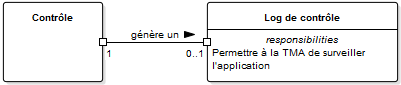 Contrôle
génère un
1
0..1
Log de contrôle
responsibilities
Permettre à la TMA de surveiller
l'application